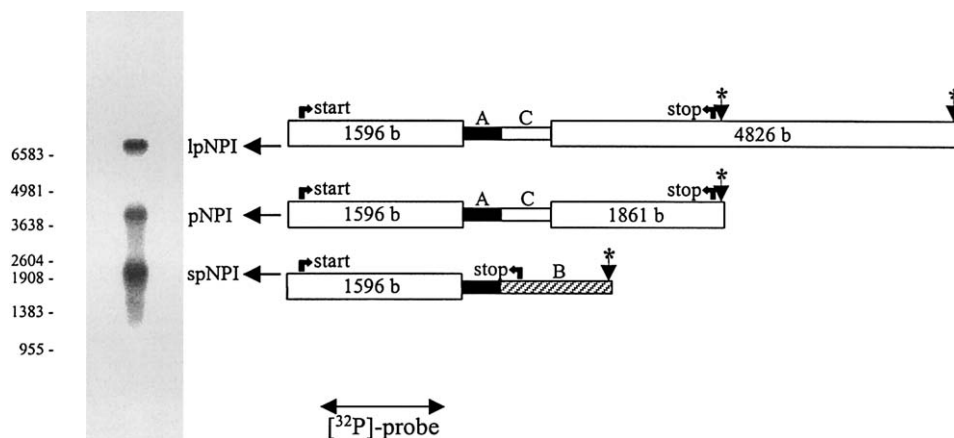 * *
start A C stop
1596 b 4826 b
6583 - lpNPI
4981 -
start A C stop *
3638 - pNPI 1596 b 1861 b
2604 - spNPI start stop B *
1908 -
1596 b
1383 -
955 -
[³²P]-probe